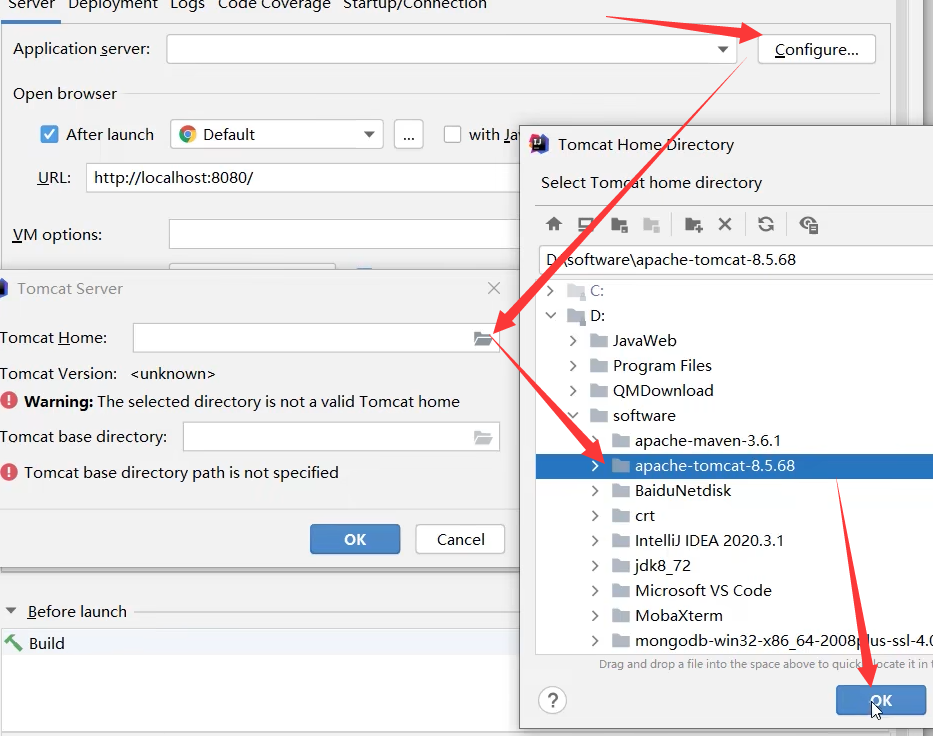 Server Deployment Logs Code Coverage Startup/Connection
Application server:
Configure...
Open browser
After launch
Default
...
with Ja
URL:
http://localhost:8080/
VM options:
Tomcat Server
Tomcat Home:
Tomcat Version: <unknown>
Warning: The selected directory is not a valid Tomcat home
Tomcat base directory:
Tomcat base directory path is not specified
OK
Cancel
Before launch
Build
Tomcat Home Directory
Select Tomcat home directory
D:\software\apache-tomcat-8.5.68
C:
D:
JavaWeb
Program Files
QMDownload
software
apache-maven-3.6.1
apache-tomcat-8.5.68
BaiduNetdisk
crt
IntelliJ IDEA 2020.3.1
jdk8_72
Microsoft VS Code
MobaXterm
mongodb-win32-x86_64-2008plus-ssl-4.0
Drag and drop a file into the space above to quickly locate it in t
?
OK